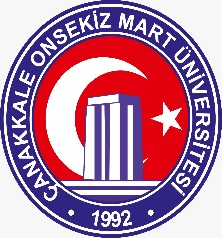 ÇANAKKALE ONSEKİZ MART ÜNİVERSİTESİ
· 1992 ·